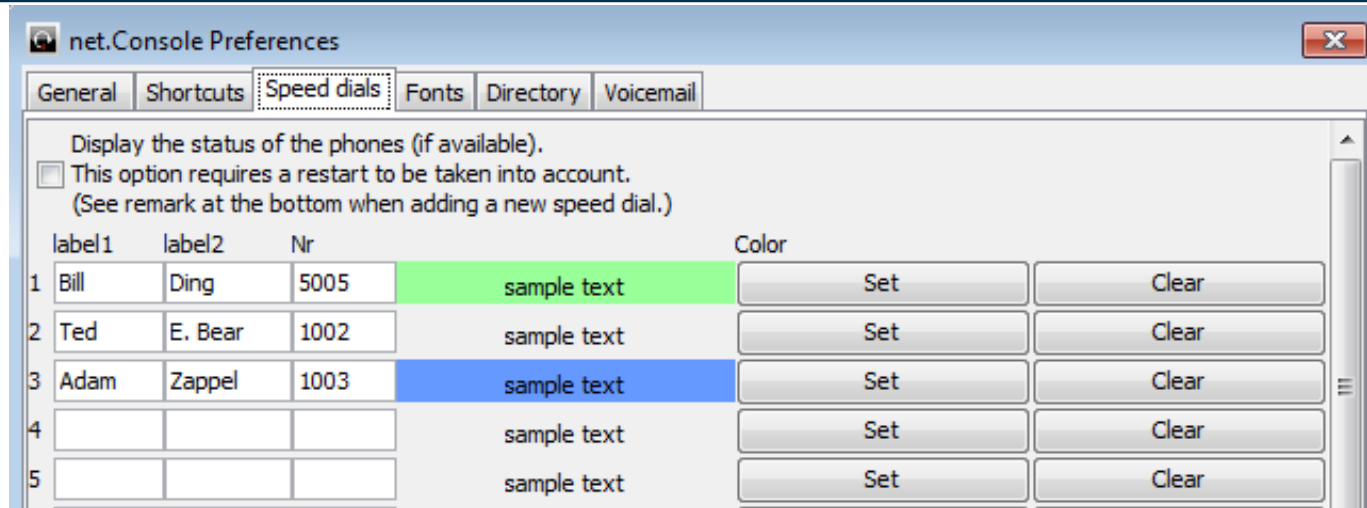 net.Console Preferences
General Shortcuts Speed dials Fonts Directory Voicemail
Display the status of the phones (if available).
This option requires a restart to be taken into account.
(See remark at the bottom when adding a new speed dial.)
label1 label2 Nr Color
1 Bill Ding 5005 sample text Set Clear
2 Ted E. Bear 1002 sample text Set Clear
3 Adam Zappel 1003 sample text Set Clear
4 sample text Set Clear
5 sample text Set Clear